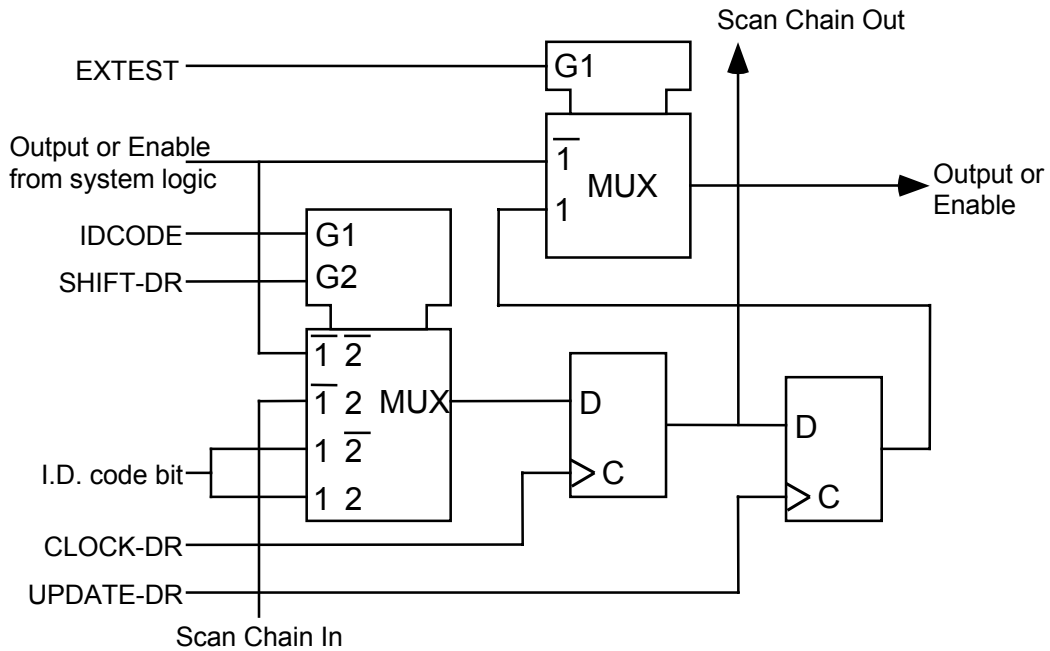 Scan Chain Out
EXTEST
G1
Output or Enable
from system logic
1̅
MUX
1
Output or
Enable
IDCODE
G1
SHIFT-DR
G2
1̅ 2̅
1̅ 2
MUX
1 2̅
1 2
I.D. code bit
D
C
D
C
CLOCK-DR
UPDATE-DR
Scan Chain In